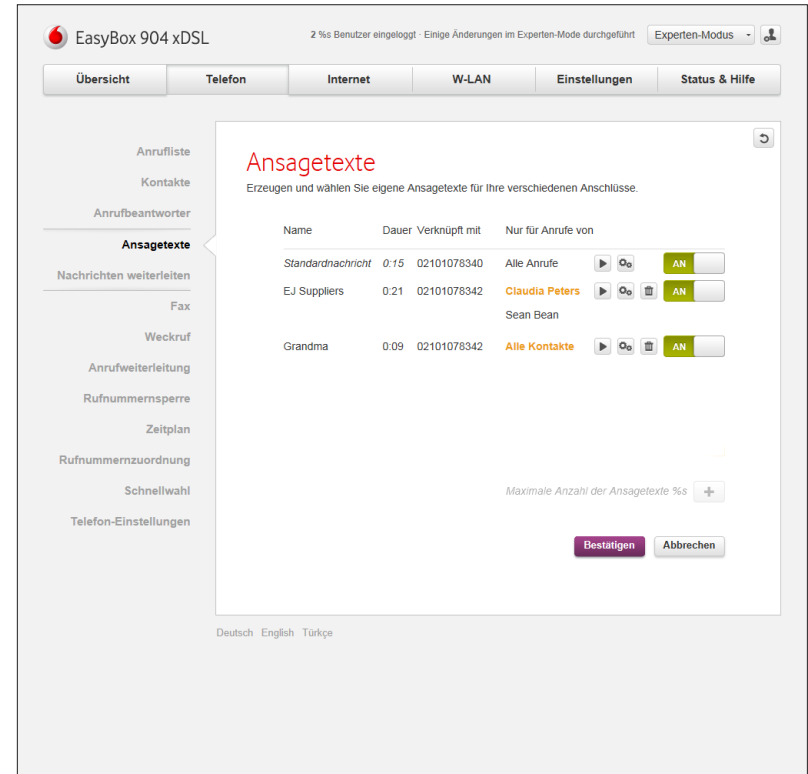 EasyBox 904 xDSL
2 %s Benutzer eingeloggt · Einige Änderungen im Experten-Mode durchgeführt
Experten-Modus
Übersicht Telefon Internet W-LAN Einstellungen Status & Hilfe
Anrufliste
Kontakte
Anrufbeantworter
Ansagetexte
Nachrichten weiterleiten
Fax
Weckruf
Anrufweiterleitung
Rufnummernsperre
Zeitplan
Rufnummernzuordnung
Schnellwahl
Telefon-Einstellungen
Ansagetexte
Erzeugen und wählen Sie eigene Ansagetexte für Ihre verschiedenen Anschlüsse.
Name Dauer Verknüpft mit Nur für Anrufe von
Standardnachricht 0:15 02101078340 Alle Anrufe AN
EJ Suppliers 0:21 02101078342 Claudia Peters AN
Sean Bean
Grandma 0:09 02101078342 Alle Kontakte AN
Maximale Anzahl der Ansagetexte %s
Bestätigen Abbrechen
Deutsch English Türkçe